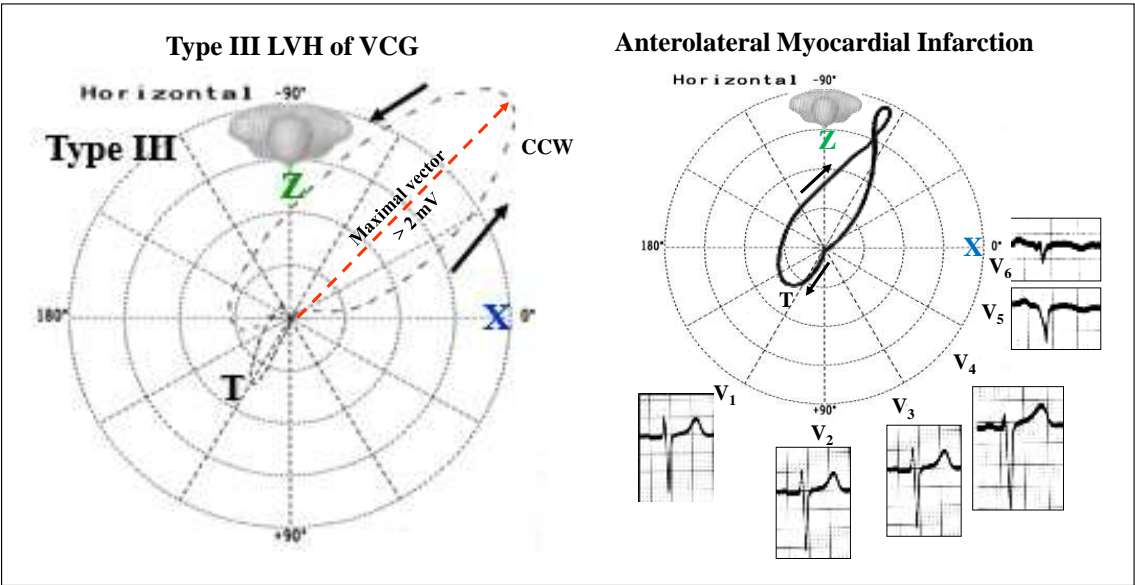 Type III LVH of VCG
Horizontal -90°
Type III
Z
CCW
Maximal vector
> 2 mV
180°
X 0°
T
+90°
Anterolateral Myocardial Infarction
Horizontal -90°
Z
180°
X 0°
T
+90°
V1
V2
V3
V4
V5
V6